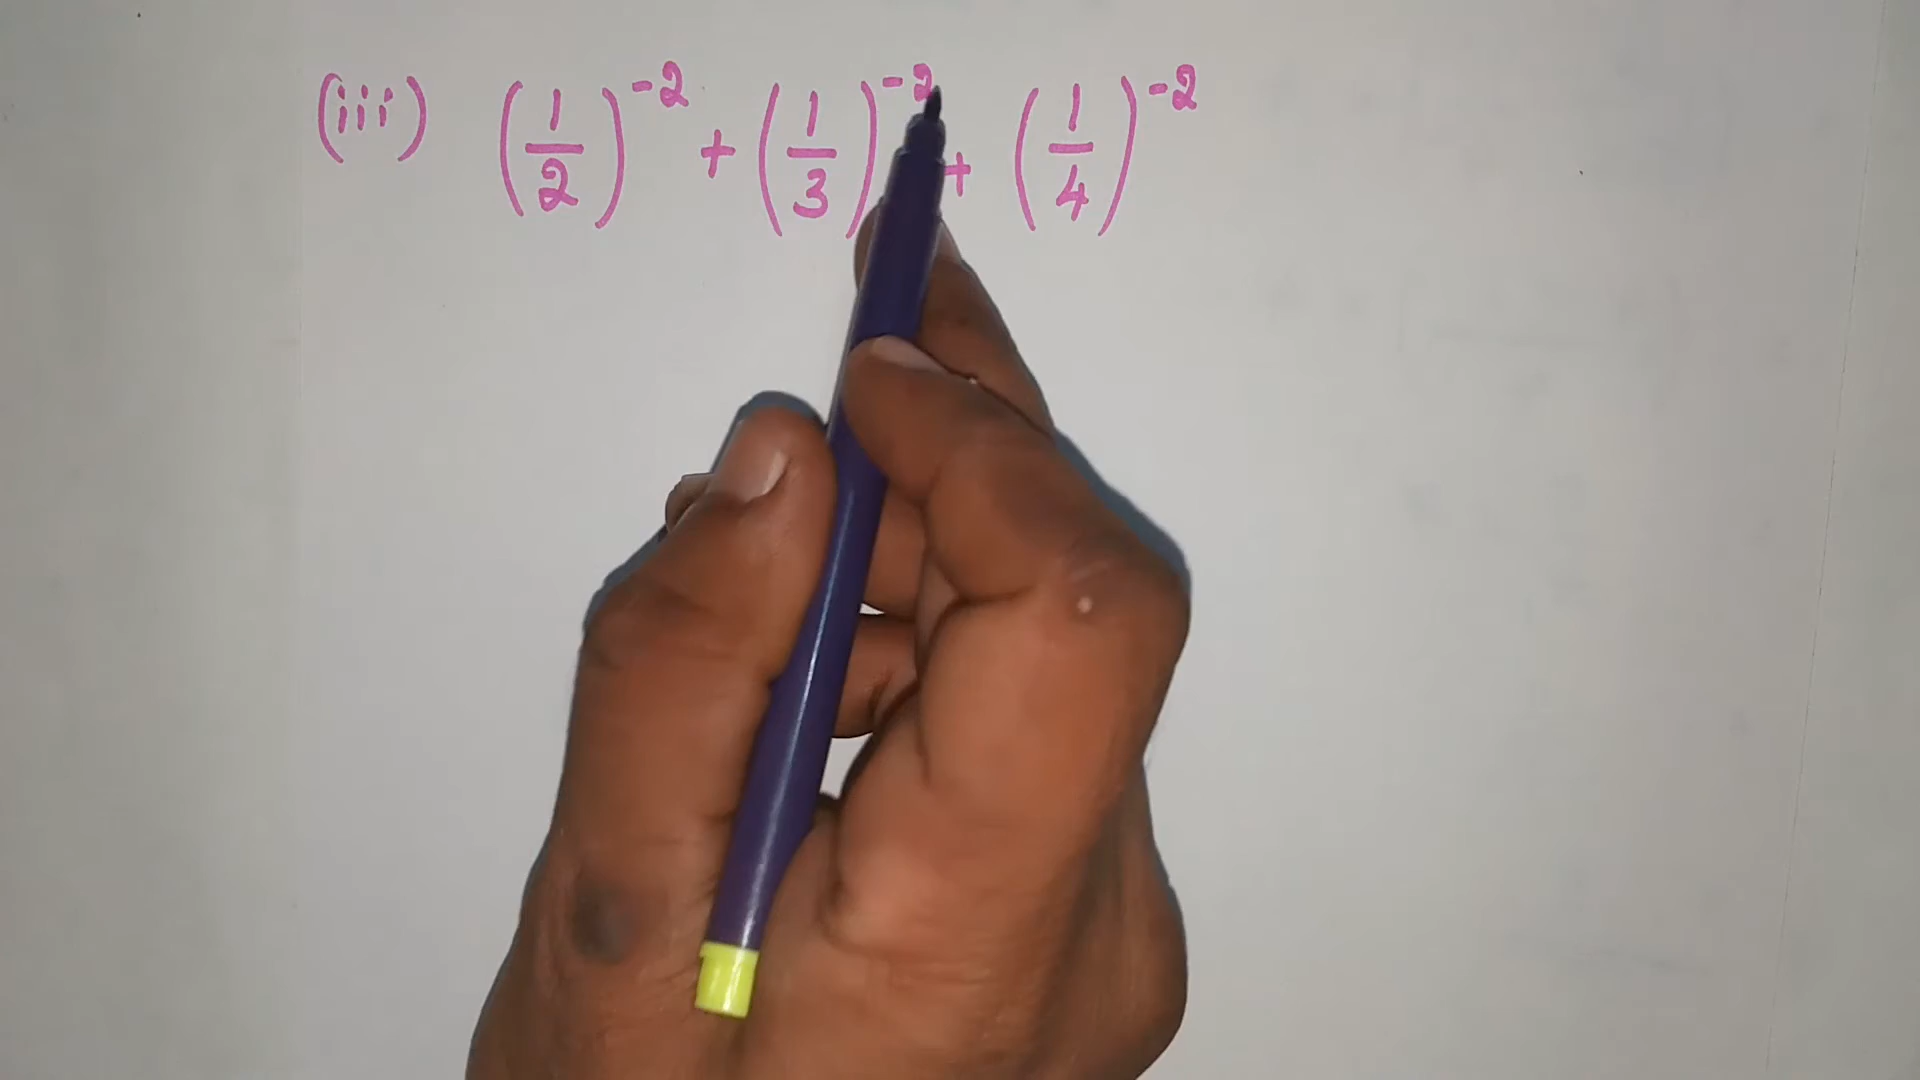 (iii) (1/2)^-2 + (1/3)^-2 + (1/4)^-2